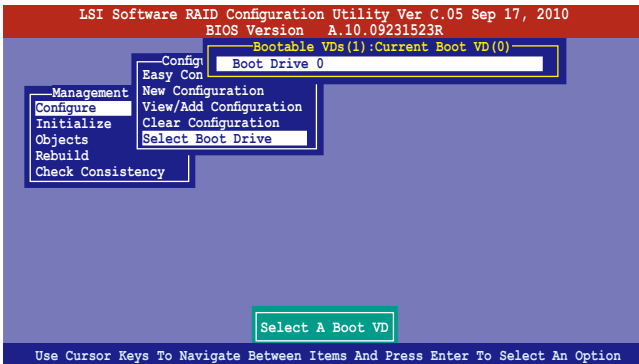 LSI Software RAID Configuration Utility Ver C.05 Sep 17, 2010
BIOS Version A.10.09231523R
Bootable VDs(1):Current Boot VD(0)
Boot Drive 0
Configu
Easy Con
New Configuration
View/Add Configuration
Clear Configuration
Select Boot Drive
Management
Configure
Initialize
Objects
Rebuild
Check Consistency
Select A Boot VD
Use Cursor Keys To Navigate Between Items And Press Enter To Select An Option